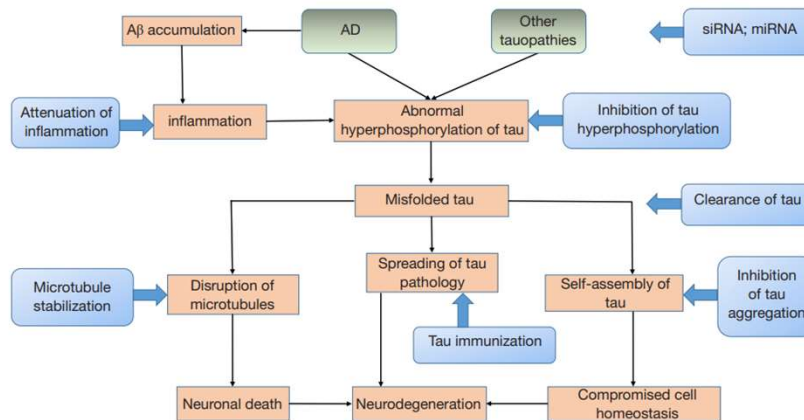 Aβ accumulation
AD
Other
tauopathies
siRNA; miRNA
Attenuation of
inflammation
inflammation
Abnormal
hyperphosphorylation of tau
Inhibition of tau
hyperphosphorylation
Misfolded tau
Clearance of tau
Microtubule
stabilization
Disruption of
microtubules
Spreading of tau
pathology
Self-assembly of
tau
Inhibition
of tau
aggregation
Tau immunization
Neuronal death
Neurodegeneration
Compromised cell
homeostasis